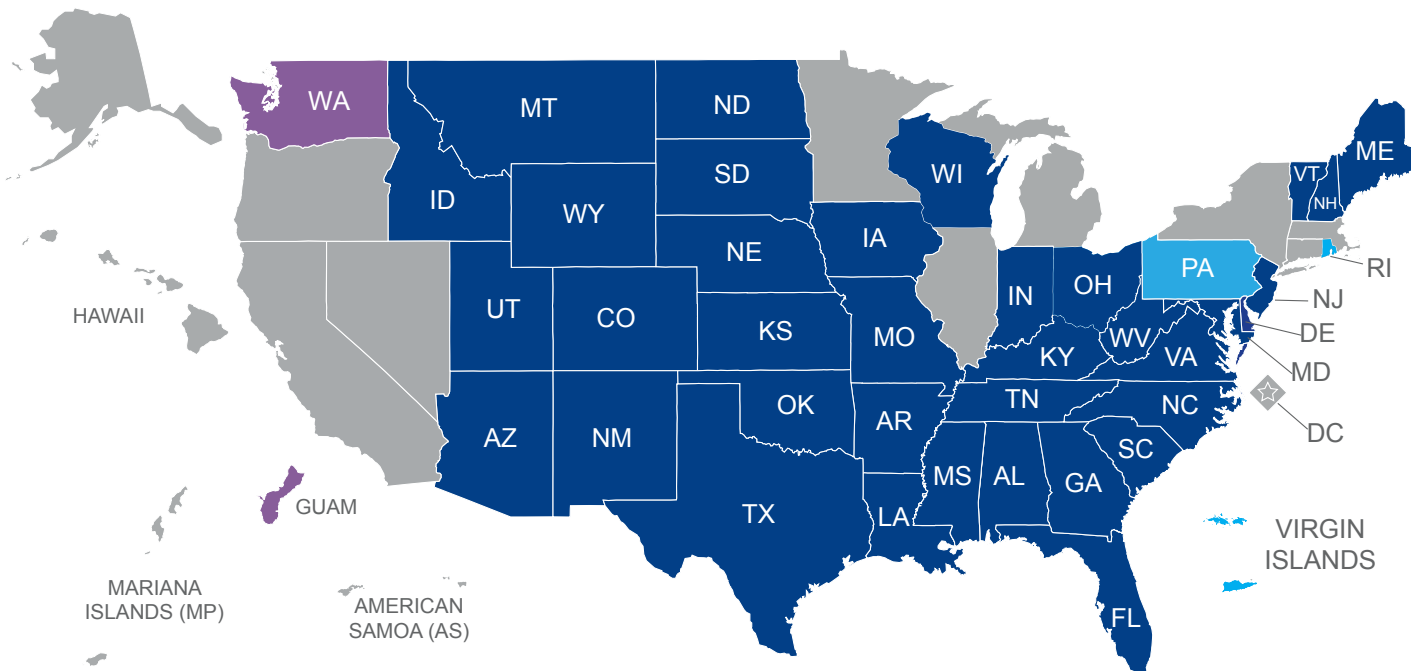 WA
MT
ND
ME
VT
NH
SD
WI
ID
WY
IA
NE
PA
RI
OH
IN
NJ
HAWAII
UT
CO
KS
MO
WV
DE
KY
VA
MD
TN
NC
OK
AR
DC
AZ
NM
SC
MS
AL
GA
GUAM
TX
LA
VIRGIN
ISLANDS
MARIANA
ISLANDS (MP)
AMERICAN
SAMOA (AS)
FL